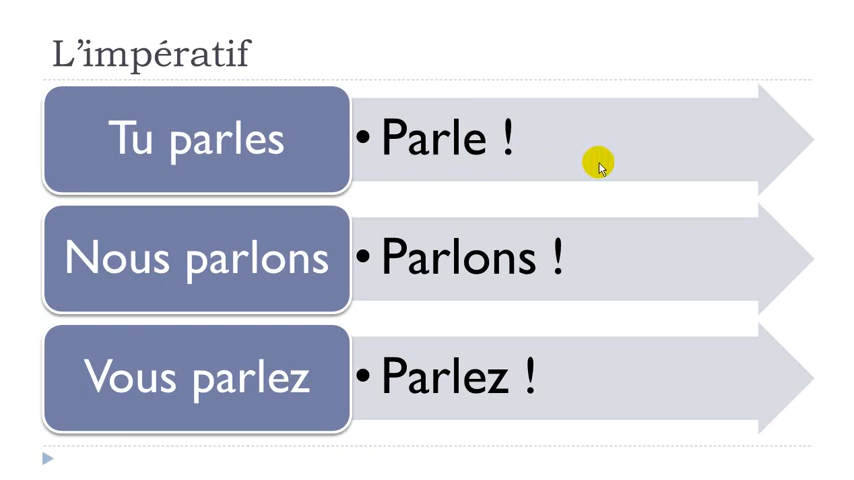 L’impératif
Tu parles
• Parle !
Nous parlons
• Parlons !
Vous parlez
• Parlez !